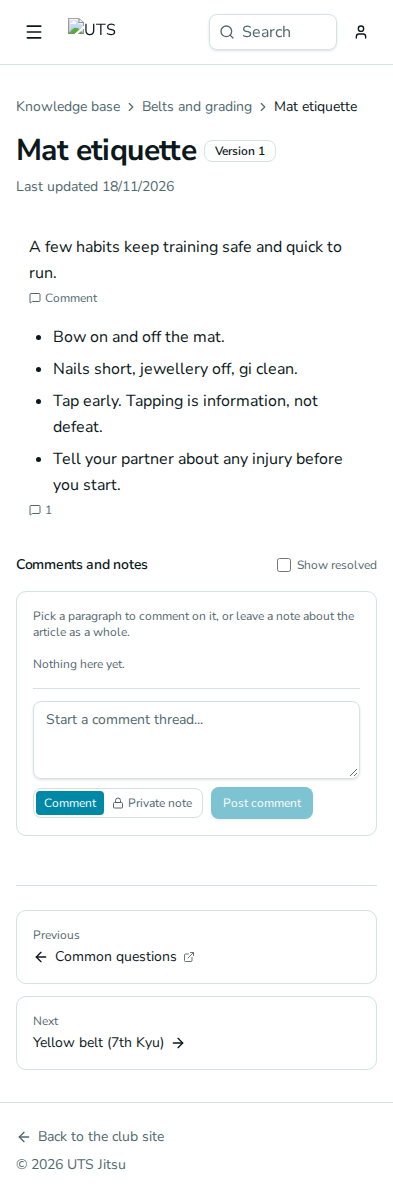 UTS
Search
Knowledge base > Belts and grading > Mat etiquette
Mat etiquette Version 1
Last updated 18/11/2026
A few habits keep training safe and quick to
run.
Comment
• Bow on and off the mat.
• Nails short, jewellery off, gi clean.
• Tap early. Tapping is information, not
defeat.
• Tell your partner about any injury before
you start.
1
Comments and notes Show resolved
Pick a paragraph to comment on it, or leave a note about the
article as a whole.
Nothing here yet.
Start a comment thread...
Comment Private note Post comment
Previous
← Common questions
Next
Yellow belt (7th Kyu) →
← Back to the club site
© 2026 UTS Jitsu